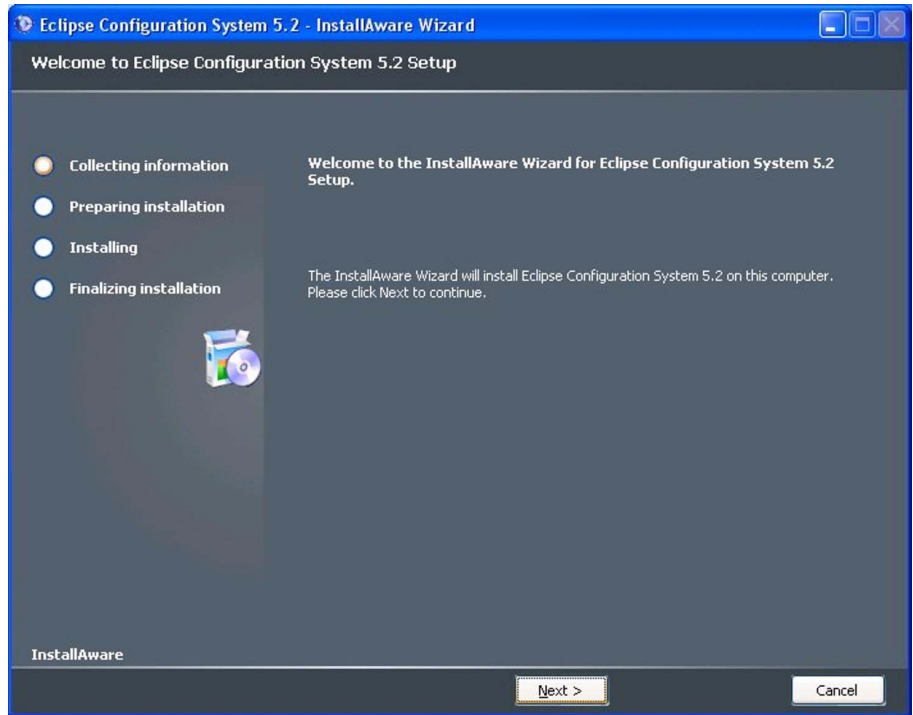 Eclipse Configuration System 5.2 - InstallAware Wizard
Welcome to Eclipse Configuration System 5.2 Setup
Collecting information
Preparing installation
Installing
Finalizing installation
Welcome to the InstallAware Wizard for Eclipse Configuration System 5.2
Setup.
The InstallAware Wizard will install Eclipse Configuration System 5.2 on this computer.
Please click Next to continue.
InstallAware
Next >
Cancel